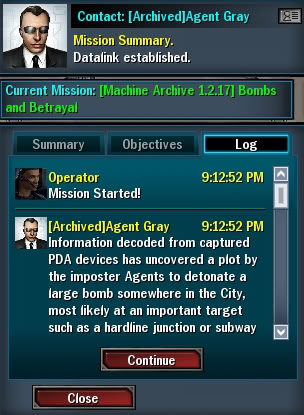 Contact: [Archived]Agent Gray
Mission Summary.
Datalink established.
Current Mission: [Machine Archive 1.2.17] Bombs
and Betrayal
Summary Objectives Log
Operator 9:12:52 PM
Mission Started!
[Archived]Agent Gray 9:12:52 PM
Information decoded from captured
PDA devices has uncovered a plot by
the imposter Agents to detonate a
large bomb somewhere in the City,
most likely at an important target
such as a hardline junction or subway
Continue
Close